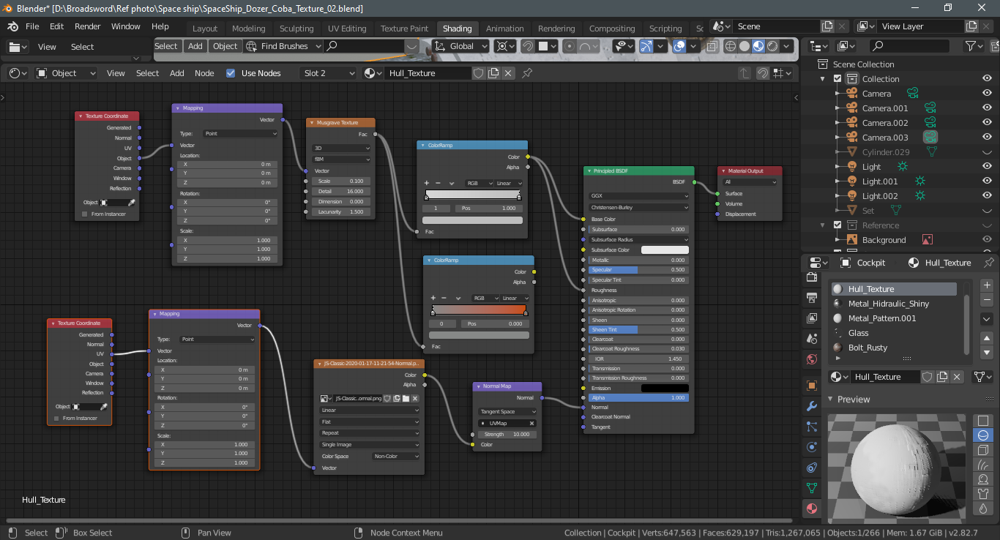 Blender* [D:\Broadsword\Ref photo\Space ship\SpaceShip_Dozer_Coba_Texture_02.blend]
File Edit Render Window Help Layout Modeling Sculpting UV Editing Texture Paint Shading Animation Rendering Compositing Scripting Sc Scene View Layer
View Select Select Add Object Find Brushes Global
Object View Select Add Node Use Nodes Slot 2 Hull_Texture
Texture Coordinate
Generated
Normal
UV
Object
Camera
Window
Reflection
Object
From Instancer
Mapping
Vector
Type: Point
Vector
Location:
X 0 m
Y 0 m
Z 0 m
Rotation:
X 0°
Y 0°
Z 0°
Scale:
X 1.000
Y 1.000
Z 1.000
Musgrave Texture
Fac
3D
fBM
Vector
Scale 0.100
Detail 16.000
Dimension 0.000
Lacunarity 1.500
ColorRamp
Color
Alpha
RGB Linear
1 Pos 1.000
Fac
ColorRamp
Color
Alpha
RGB Linear
0 Pos 0.000
Fac
Texture Coordinate
Generated
Normal
UV
Object
Camera
Window
Reflection
Object
From Instancer
Mapping
Vector
Type: Point
Vector
Location:
X 0 m
Y 0 m
Z 0 m
Rotation:
X 0°
Y 0°
Z 0°
Scale:
X 1.000
Y 1.000
Z 1.000
JS-Classic-2020-01-17-11-21-54-Normal.p...
Color
Alpha
JS-Classic..ormal.png
Linear
Flat
Repeat
Single Image
Color Space Non-Color
Vector
Normal Map
Normal
Tangent Space
UVMap
Strength 10.000
Color
Principled BSDF
BSDF
GGX
Christensen-Burley
Base Color
Subsurface 0.000
Subsurface Radius
Subsurface Color
Metallic 0.000
Specular 0.500
Specular Tint 0.000
Roughness
Anisotropic 0.000
Anisotropic Rotation 0.000
Sheen 0.000
Sheen Tint 0.500
Clearcoat 0.000
Clearcoat Roughness 0.030
IOR 1.450
Transmission 0.000
Transmission Roughness 0.000
Emission
Alpha 1.000
Normal
Clearcoat Normal
Tangent
Material Output
All
Surface
Volume
Displacement
Hull_Texture
Scene Collection
Collection
Camera
Camera.001
Camera.002
Camera.003
Cylinder.029
Light
Light.001
Light.002
Set
Reference
Background
Cockpit Hull_Texture
Hull_Texture
Metal_Hidraulic_Shiny
Metal_Pattern.001
Glass
Bolt_Rusty
Hull_Texture
Preview
Select Box Select Pan View Node Context Menu Collection | Cockpit | Verts:647,563 | Faces:629,197 | Tris:1,267,065 | Objects:1/266 | Mem: 1.67 GiB | v2.82.7